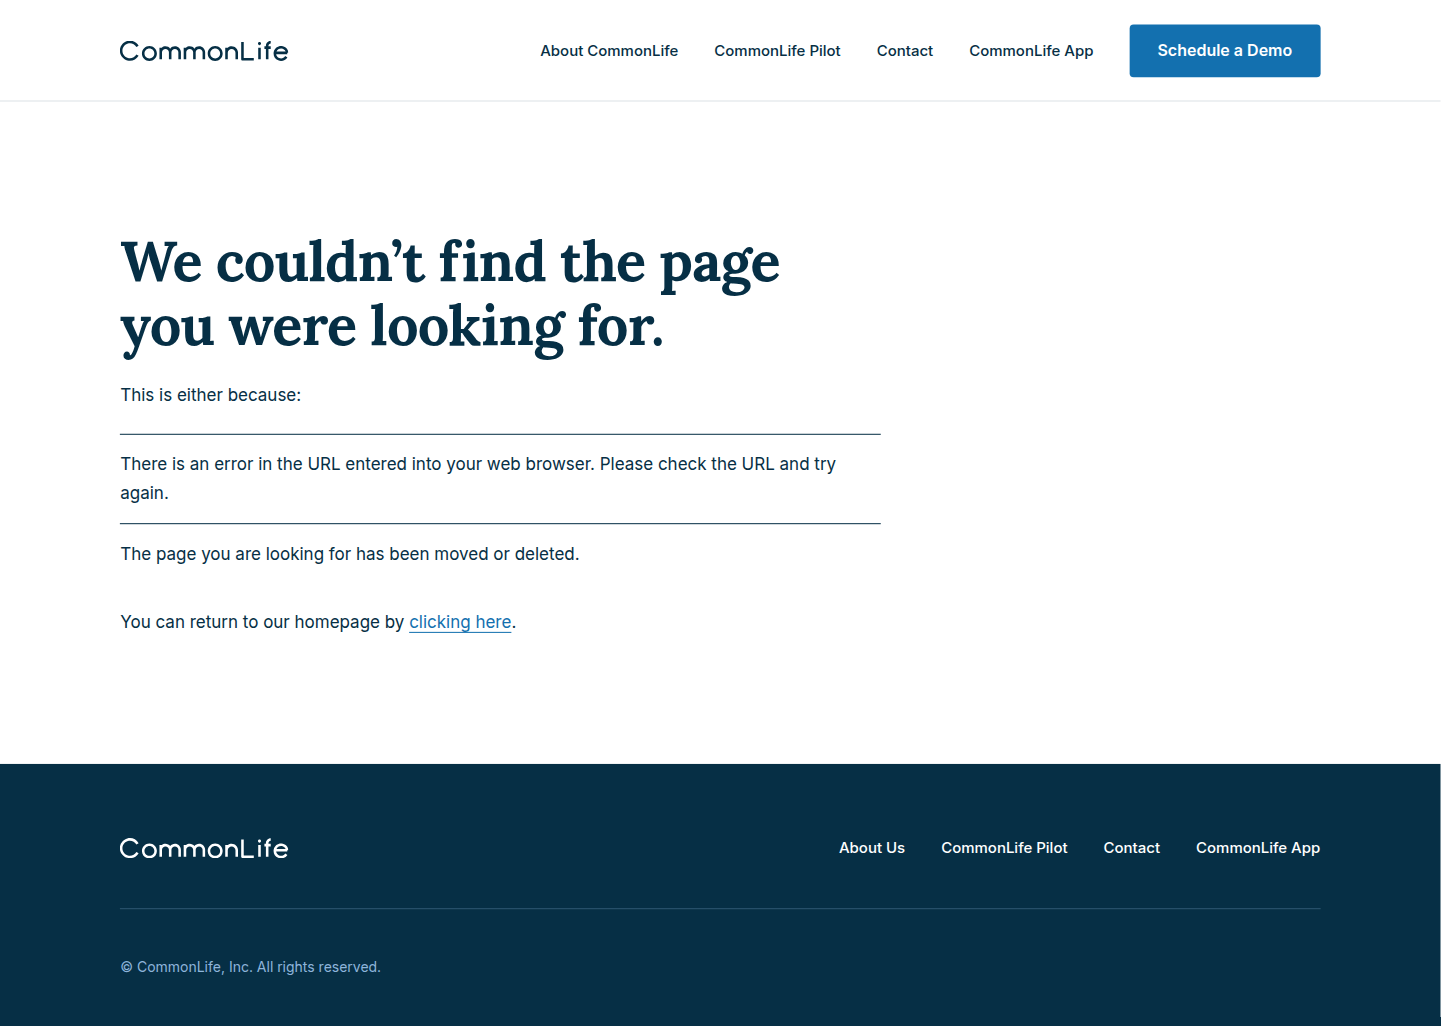 CommonLife
About CommonLife
CommonLife Pilot
Contact
CommonLife App
Schedule a Demo
We couldn’t find the page
you were looking for.
This is either because:
There is an error in the URL entered into your web browser. Please check the URL and try
again.
The page you are looking for has been moved or deleted.
You can return to our homepage by clicking here.
CommonLife
About Us
CommonLife Pilot
Contact
CommonLife App
© CommonLife, Inc. All rights reserved.